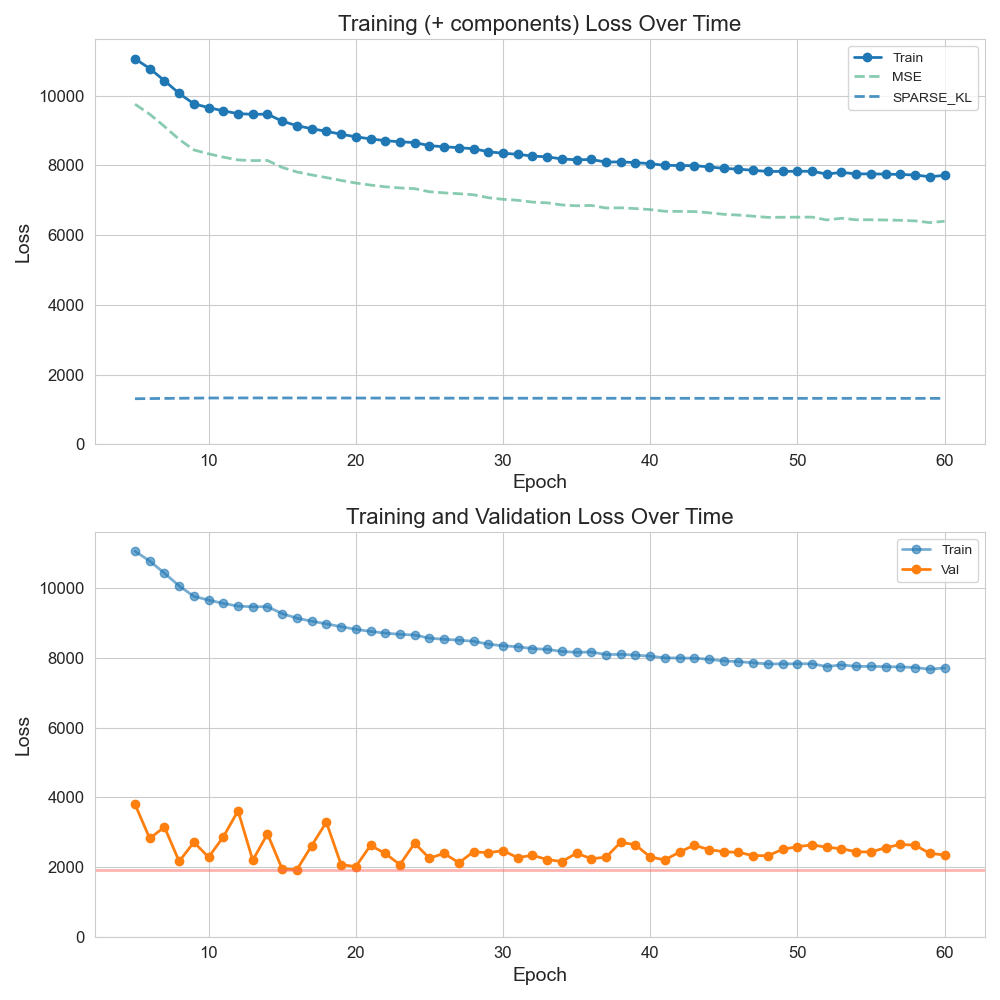 Training (+ components) Loss Over Time
Train
MSE
SPARSE_KL
10000
8000
6000
4000
2000
0
Loss
10 20 30 40 50 60
Epoch
Training and Validation Loss Over Time
Train
Val
10000
8000
6000
4000
2000
0
Loss
10 20 30 40 50 60
Epoch